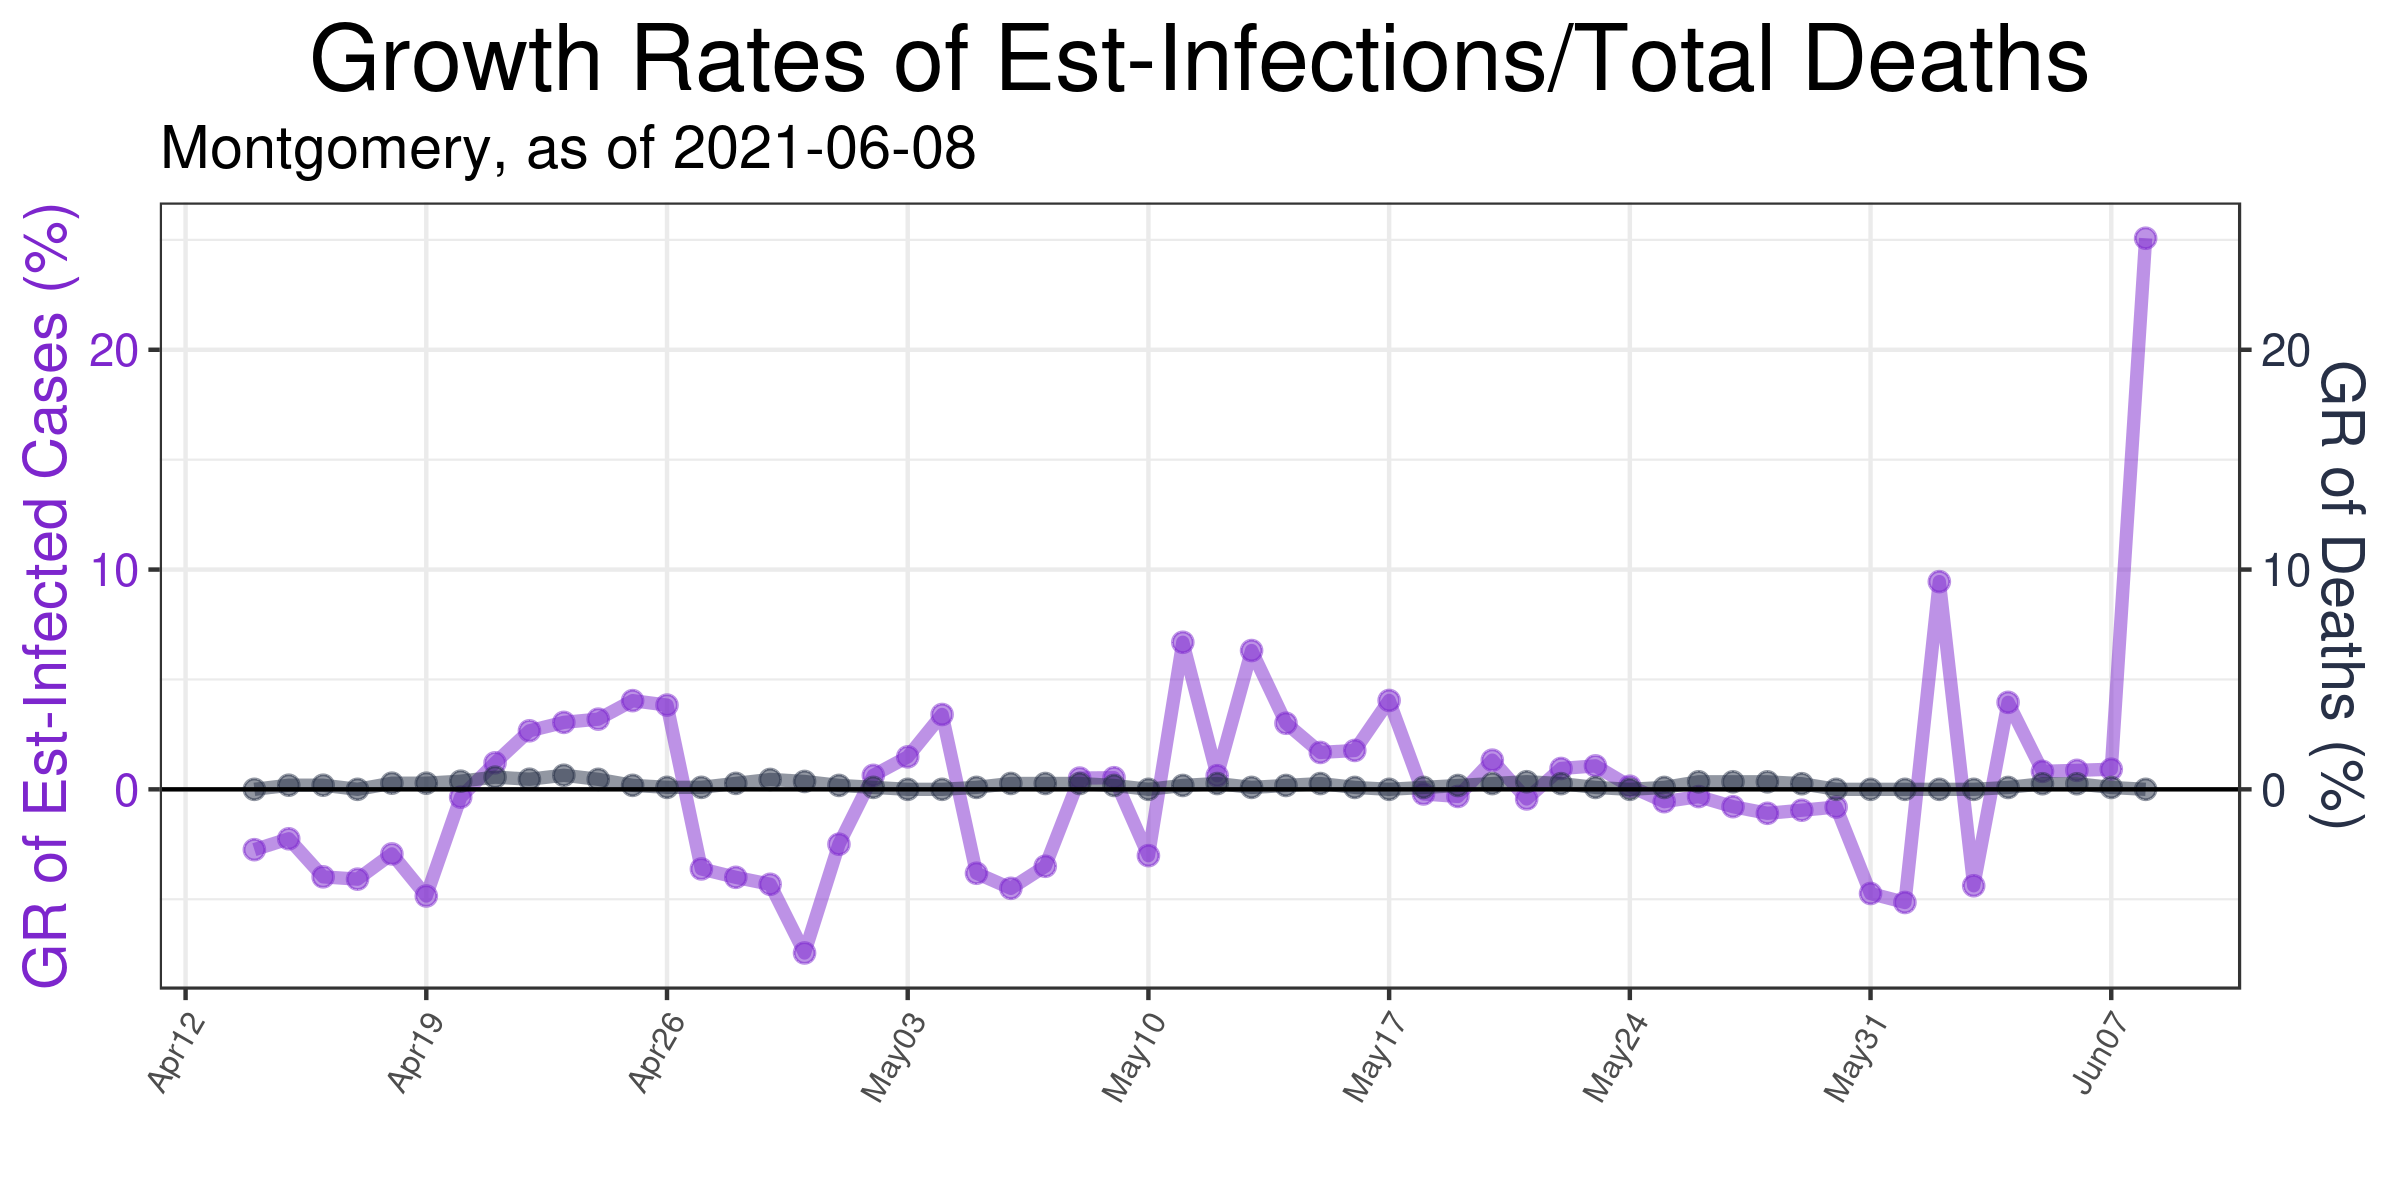 Growth Rates of Est-Infections/Total Deaths
Montgomery, as of 2021-06-08
GR of Est-Infected Cases (%)
20
10
0
20
10
0
GR of Deaths (%)
Apr12
Apr19
Apr26
May03
May10
May17
May24
May31
Jun07